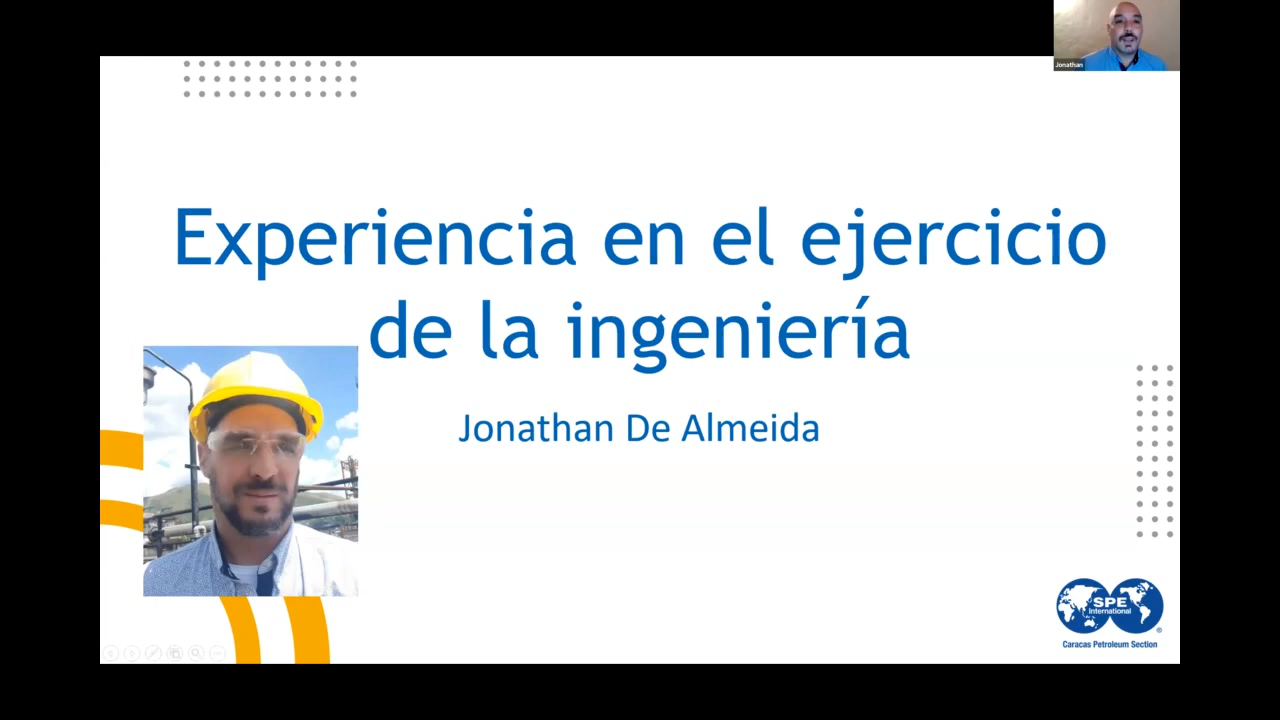 Jonathan
Experiencia en el ejercicio
de la ingeniería
Jonathan De Almeida
SPE
International
®
Caracas Petroleum Section